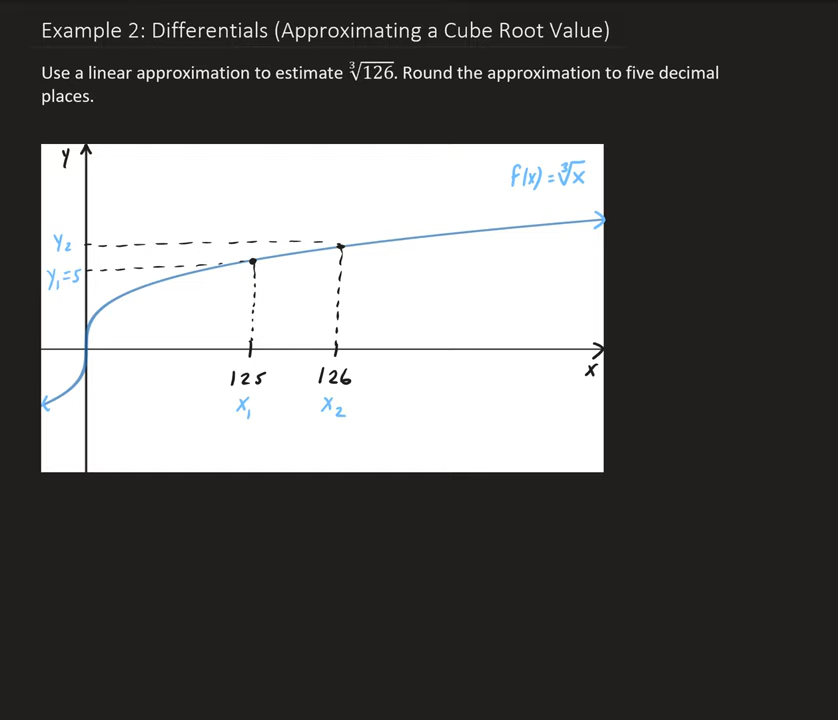 Example 2: Differentials (Approximating a Cube Root Value)
Use a linear approximation to estimate ∛126. Round the approximation to five decimal
places.
y
f(x) = ∛x
y₂
y₁=5
125
126
x
x₁
x₂